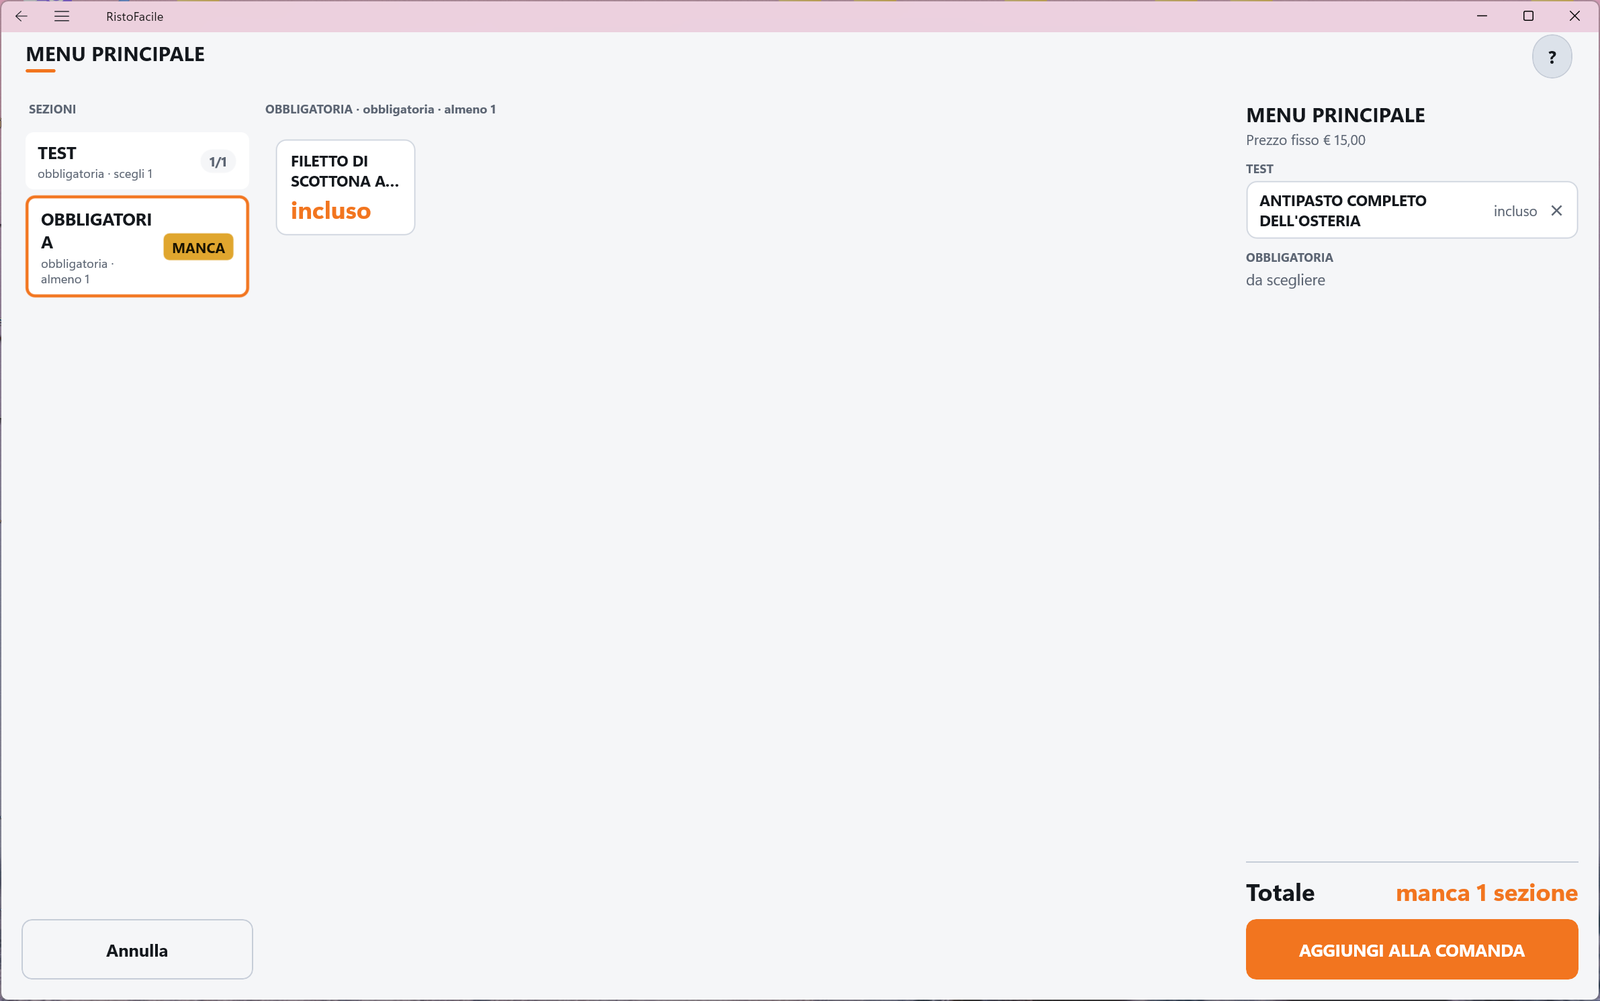 RistoFacile
MENU PRINCIPALE
?
SEZIONI
TEST
obbligatoria · scegli 1
1/1
OBBLIGATORI
A
obbligatoria ·
almeno 1
MANCA
OBBLIGATORIA · obbligatoria · almeno 1
FILETTO DI
SCOTTONA A...
incluso
MENU PRINCIPALE
Prezzo fisso € 15,00
TEST
ANTIPASTO COMPLETO
DELL'OSTERIA
incluso
OBBLIGATORIA
da scegliere
Totale
manca 1 sezione
Annulla
AGGIUNGI ALLA COMANDA